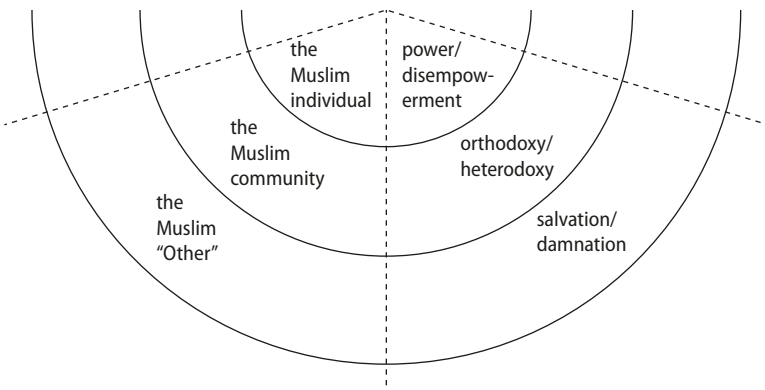 the
Muslim
individual
power/
disempow-
erment
the
Muslim
community
orthodoxy/
heterodoxy
the
Muslim
“Other”
salvation/
damnation